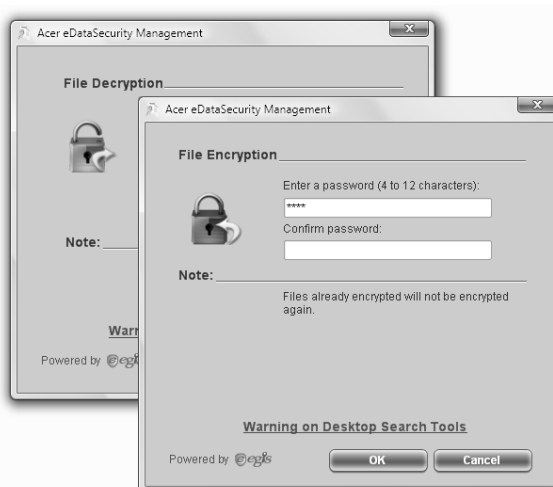 Acer eDataSecurity Management
File Decryption
Note:
Powered by egis
Acer eDataSecurity Management
File Encryption
Enter a password (4 to 12 characters):
****
Confirm password:
Note:
Files already encrypted will not be encrypted
again.
Warning on Desktop Search Tools
Powered by egis
OK
Cancel